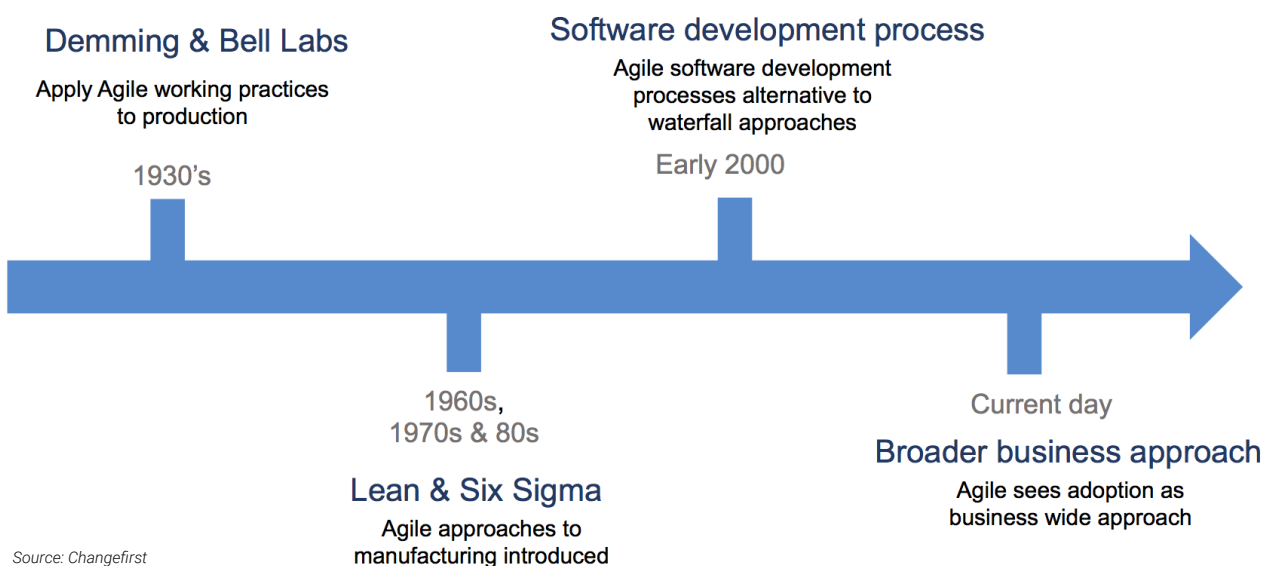 Demming & Bell Labs
Apply Agile working practices
to production
1930’s
Software development process
Agile software development
processes alternative to
waterfall approaches
Early 2000
1960s,
1970s & 80s
Lean & Six Sigma
Agile approaches to
manufacturing introduced
Current day
Broader business approach
Agile sees adoption as
business wide approach
Source: Changefirst